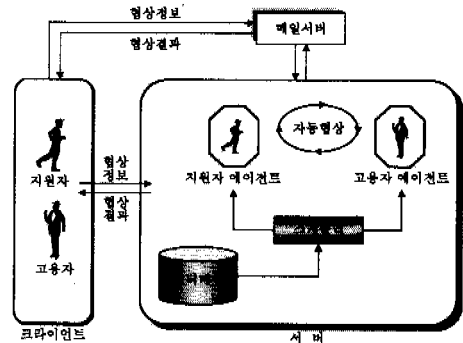 협상정보
협상결과
메일서버
자동협상
지원자 에이전트
고용자 에이전트
지원자
고용자
협상
정보
협상
결과
크라이언트
서 버